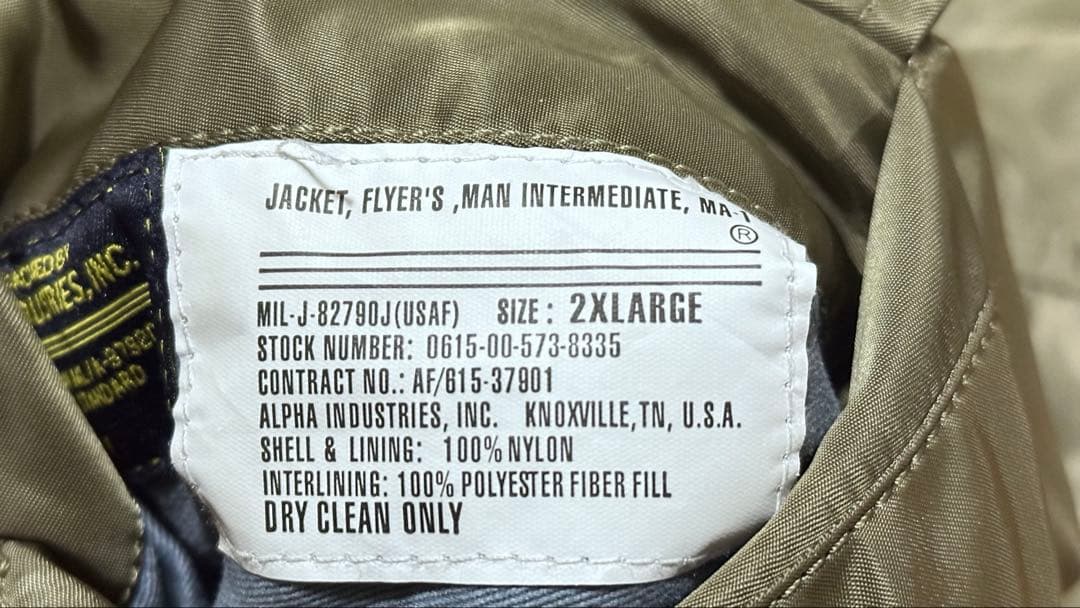 JACKET, FLYER'S ,MAN INTERMEDIATE, MA-1
®
MIL-J-82790J(USAF) SIZE: 2XLARGE
STOCK NUMBER: 0615-00-573-8335
CONTRACT NO.: AF/615-37901
ALPHA INDUSTRIES, INC. KNOXVILLE,TN, U.S.A.
SHELL & LINING: 100% NYLON
INTERLINING: 100% POLYESTER FIBER FILL
DRY CLEAN ONLY
BY
INC.